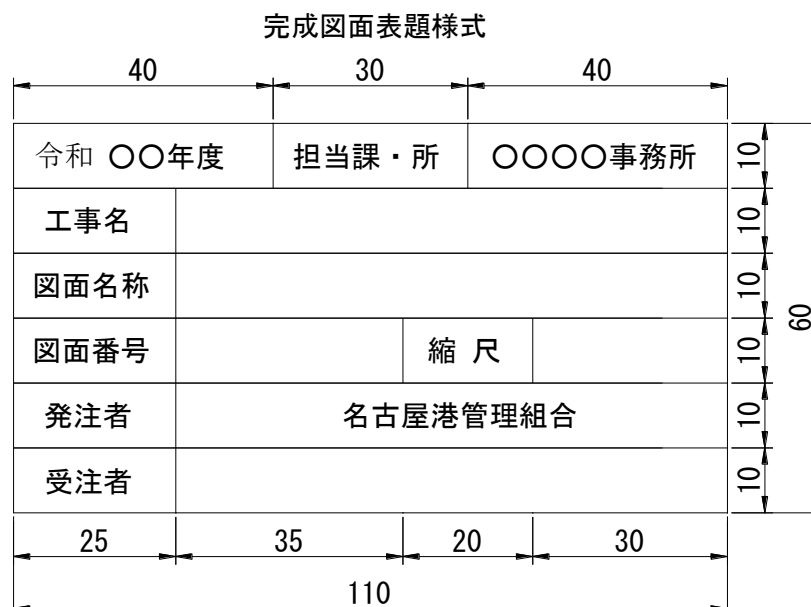 完成図面表題様式
40 30 40
令和 〇〇年度 担当課・所 〇〇〇〇事務所 10
工事名 10
図面名称 10
60
図面番号 縮 尺 10
発注者 名古屋港管理組合 10
受注者 10
25 35 20 30
110